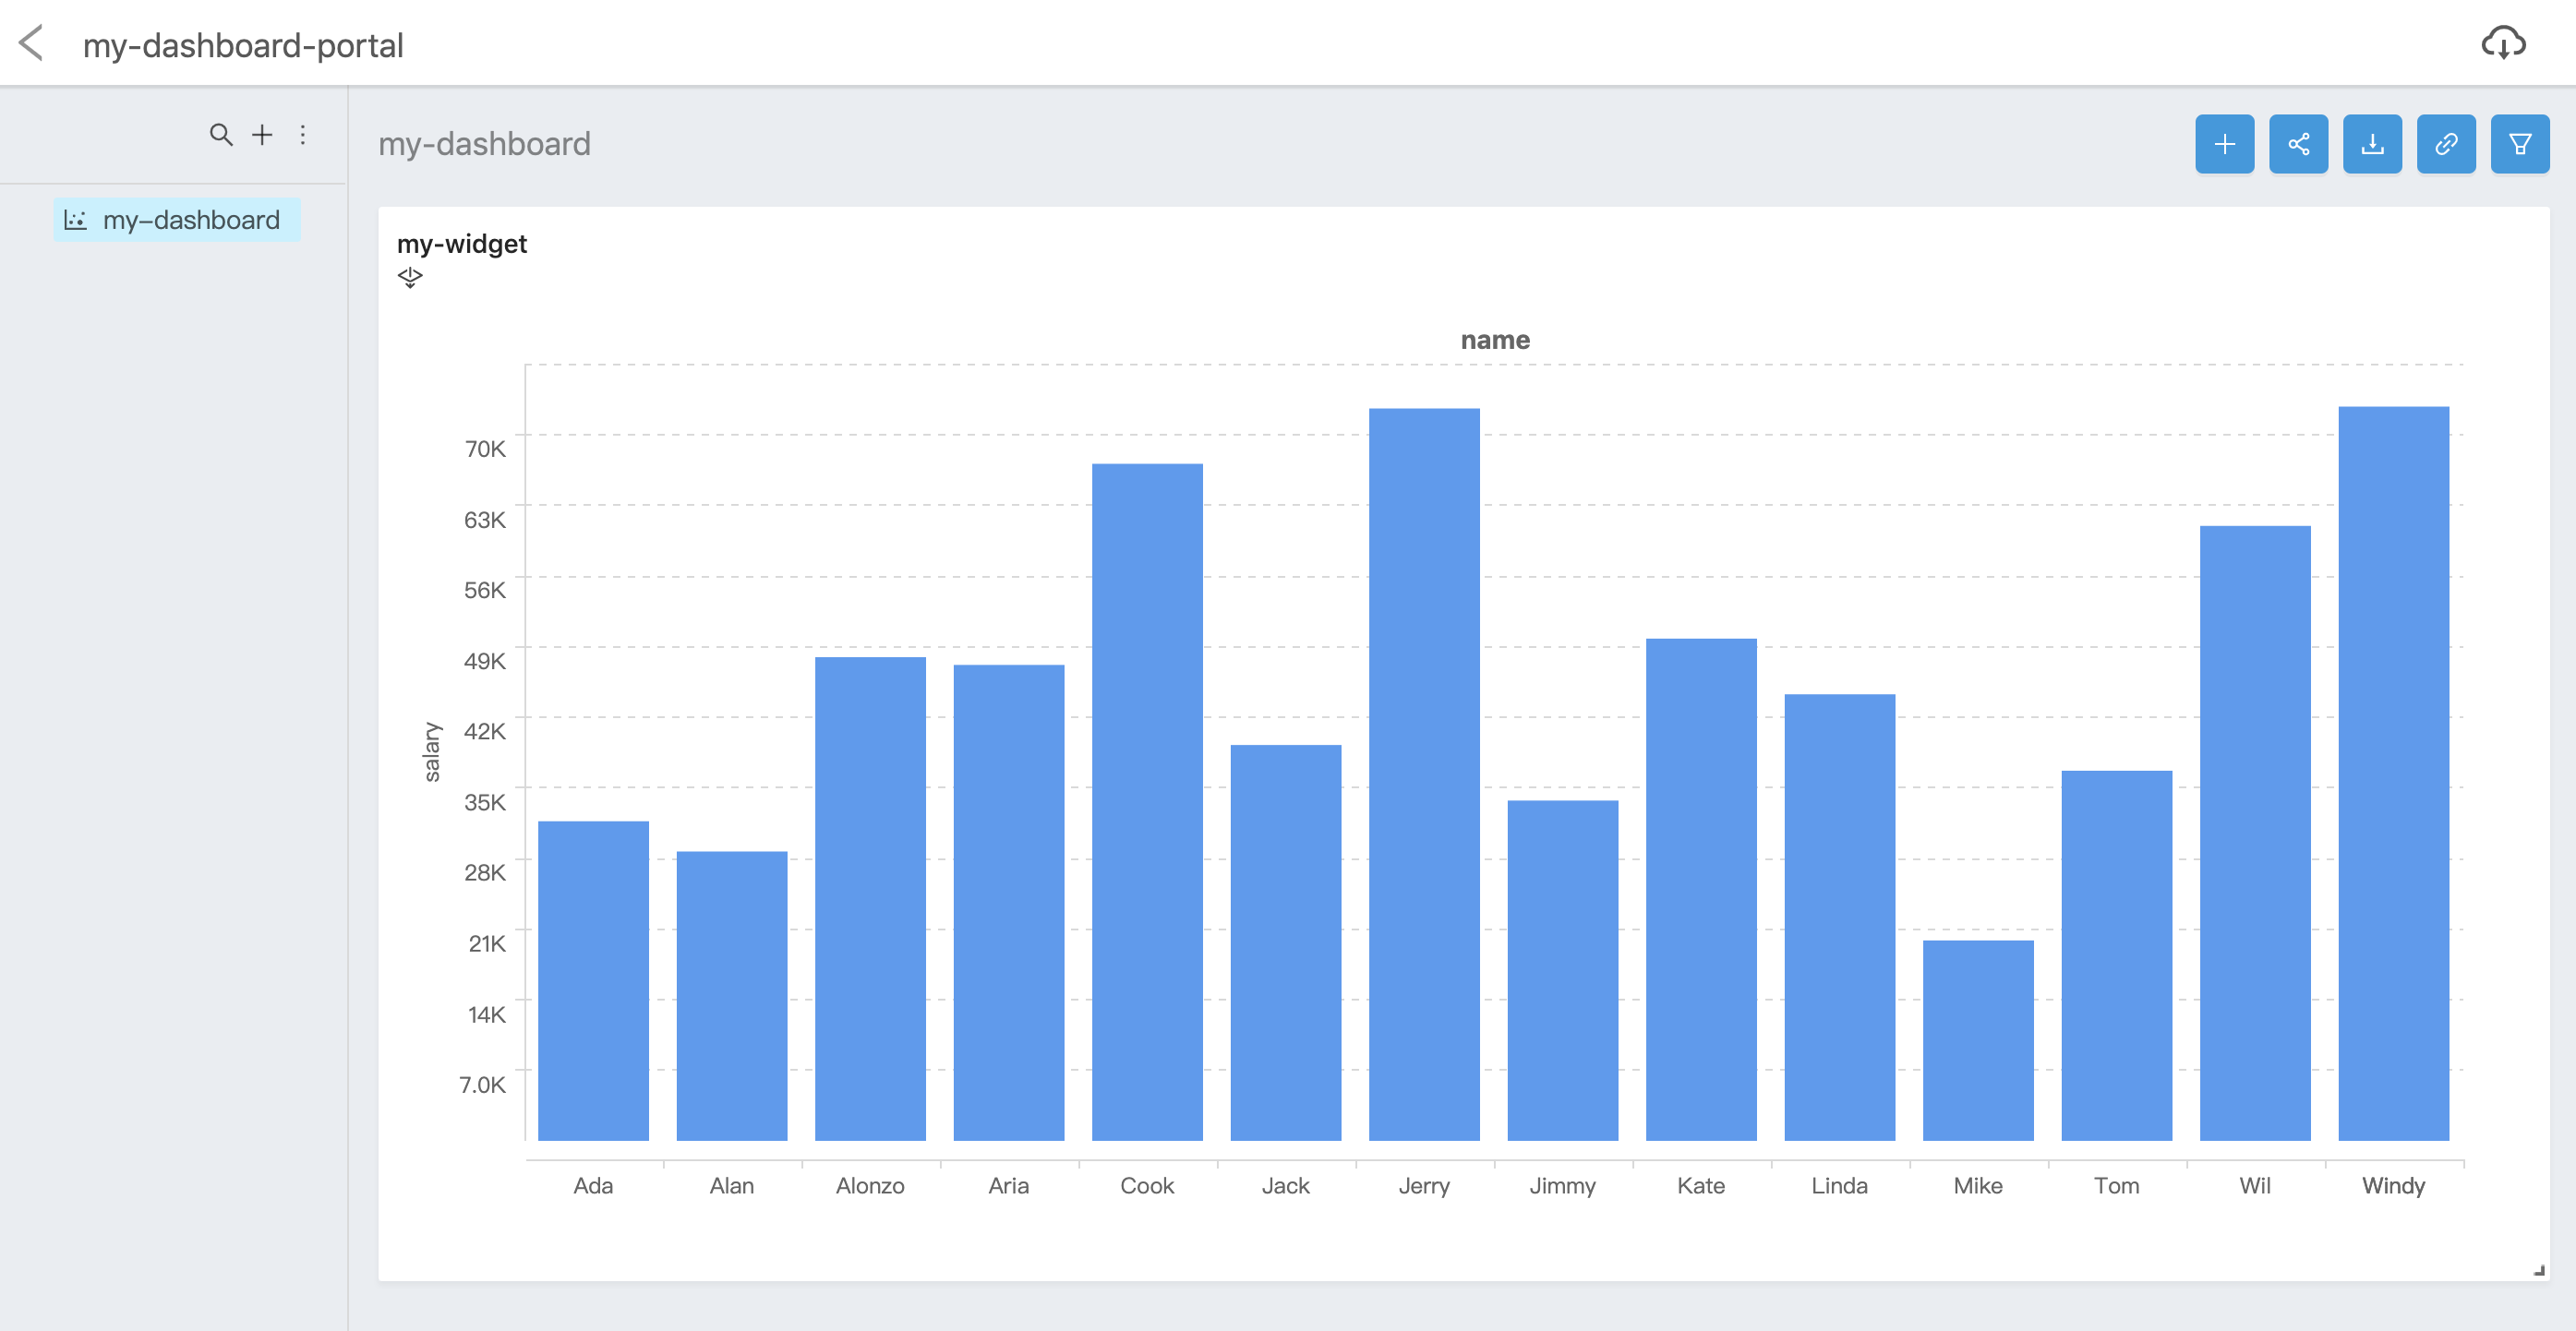 my-dashboard-portal
my-dashboard
my-dashboard
my-widget
name
70K
63K
56K
49K
42K
35K
28K
21K
14K
7.0K
salary
Ada Alan Alonzo Aria Cook Jack Jerry Jimmy Kate Linda Mike Tom Wil Windy